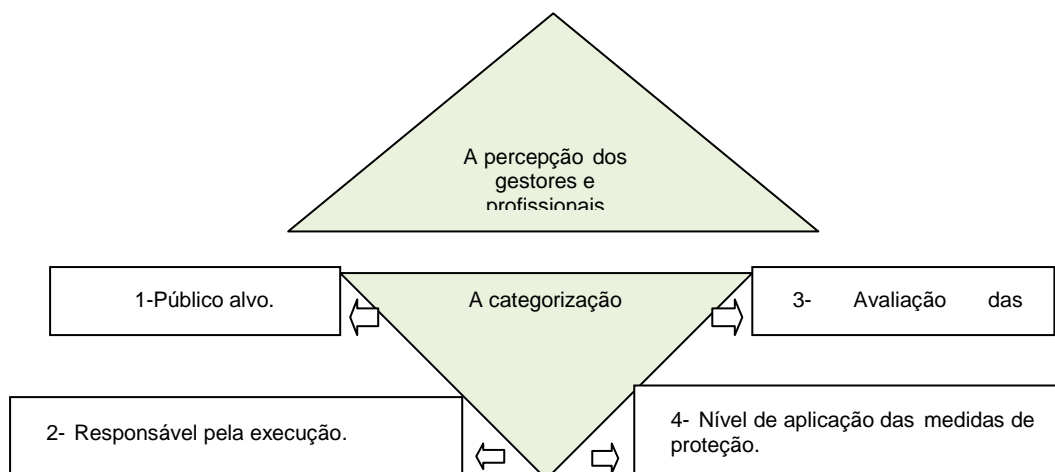 A percepção dos
gestores e
profissionais
1-Público alvo.
A categorização
3- Avaliação das
2- Responsável pela execução.
4- Nível de aplicação das medidas de
proteção.